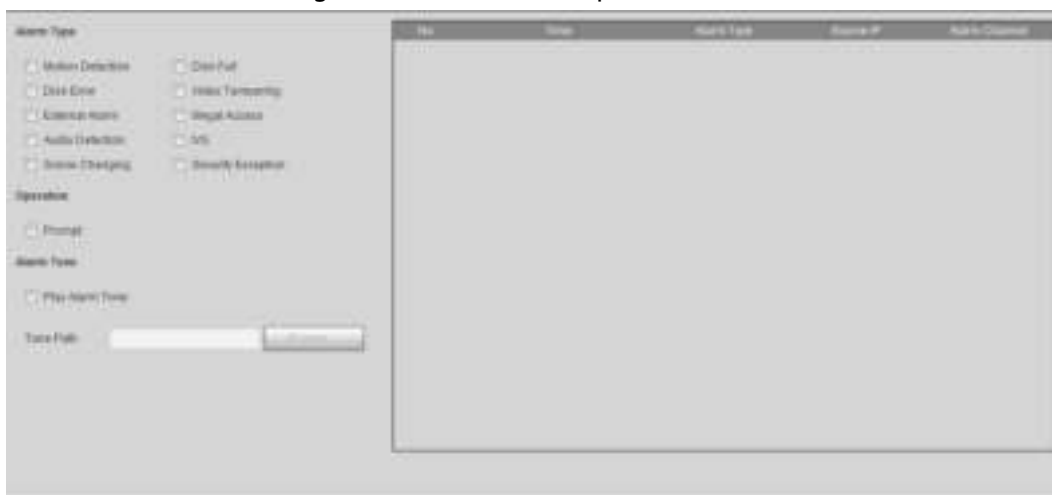 Alarm Type
No. Time Alarm Type Source IP Alarm Channel
Motion Detection Disk Full
Disk Error Video Tampering
External Alarm Illegal Access
Audio Detection IVS
Scene Changing Security Exception
Operation
Prompt
Alarm Tone
Play Alarm Tone
Tone Path